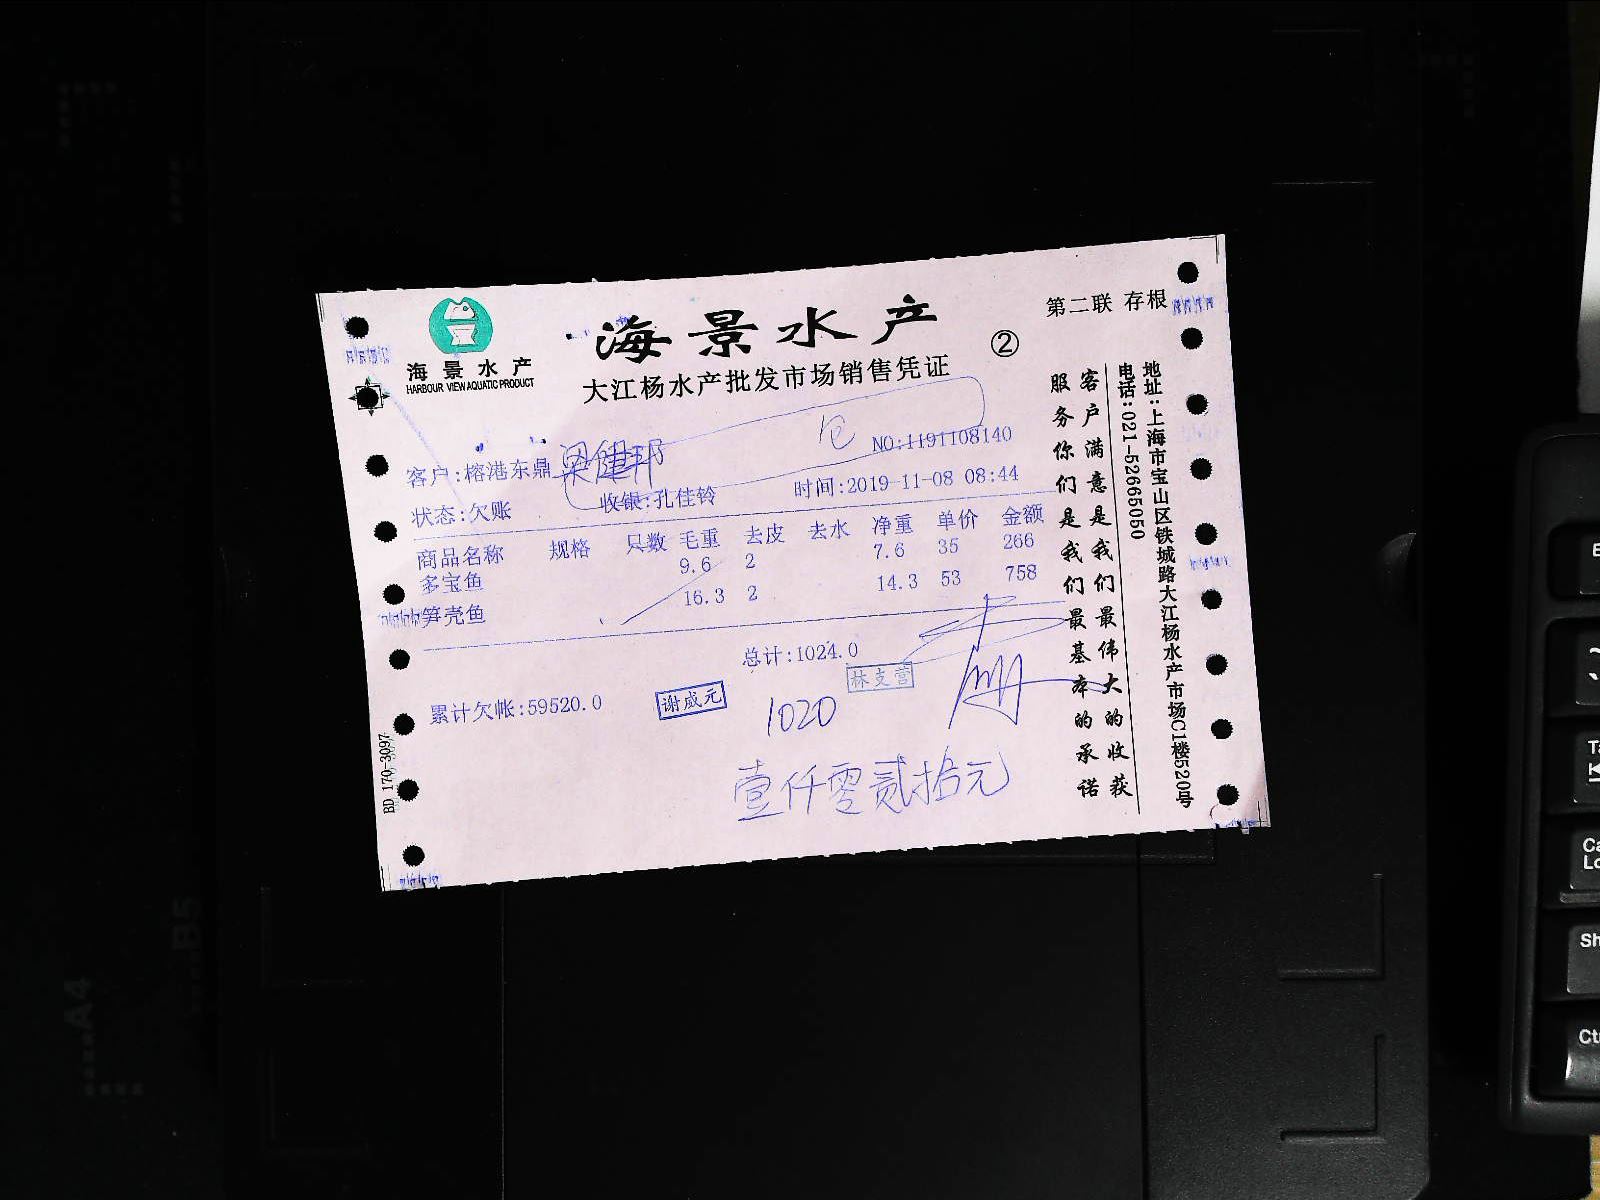 海景水产
HARBOUR VIEW AQUATIC PRODUCT
海景水产
大江杨水产批发市场销售凭证
②
第二联 存根
NO:1191108140
客户:榕港东鼎 梁健邦
状态:欠账 收银:孔佳铃 时间:2019-11-08 08:44
商品名称 规格 只数 毛重 去皮 去水 净重 单价 金额
多宝鱼 9.6 2 7.6 35 266
笋壳鱼 16.3 2 14.3 53 758
总计:1024.0
林支营
累计欠帐:59520.0
谢威元
1020
壹仟零贰拾元
BD 170-3097
客户满意是我们最伟大的收获
服务你们是我们最基本的承诺
地址:上海市宝山区铁城路大江杨水产市场C1楼520号
电话:021-52665050
A4
B5
Sh